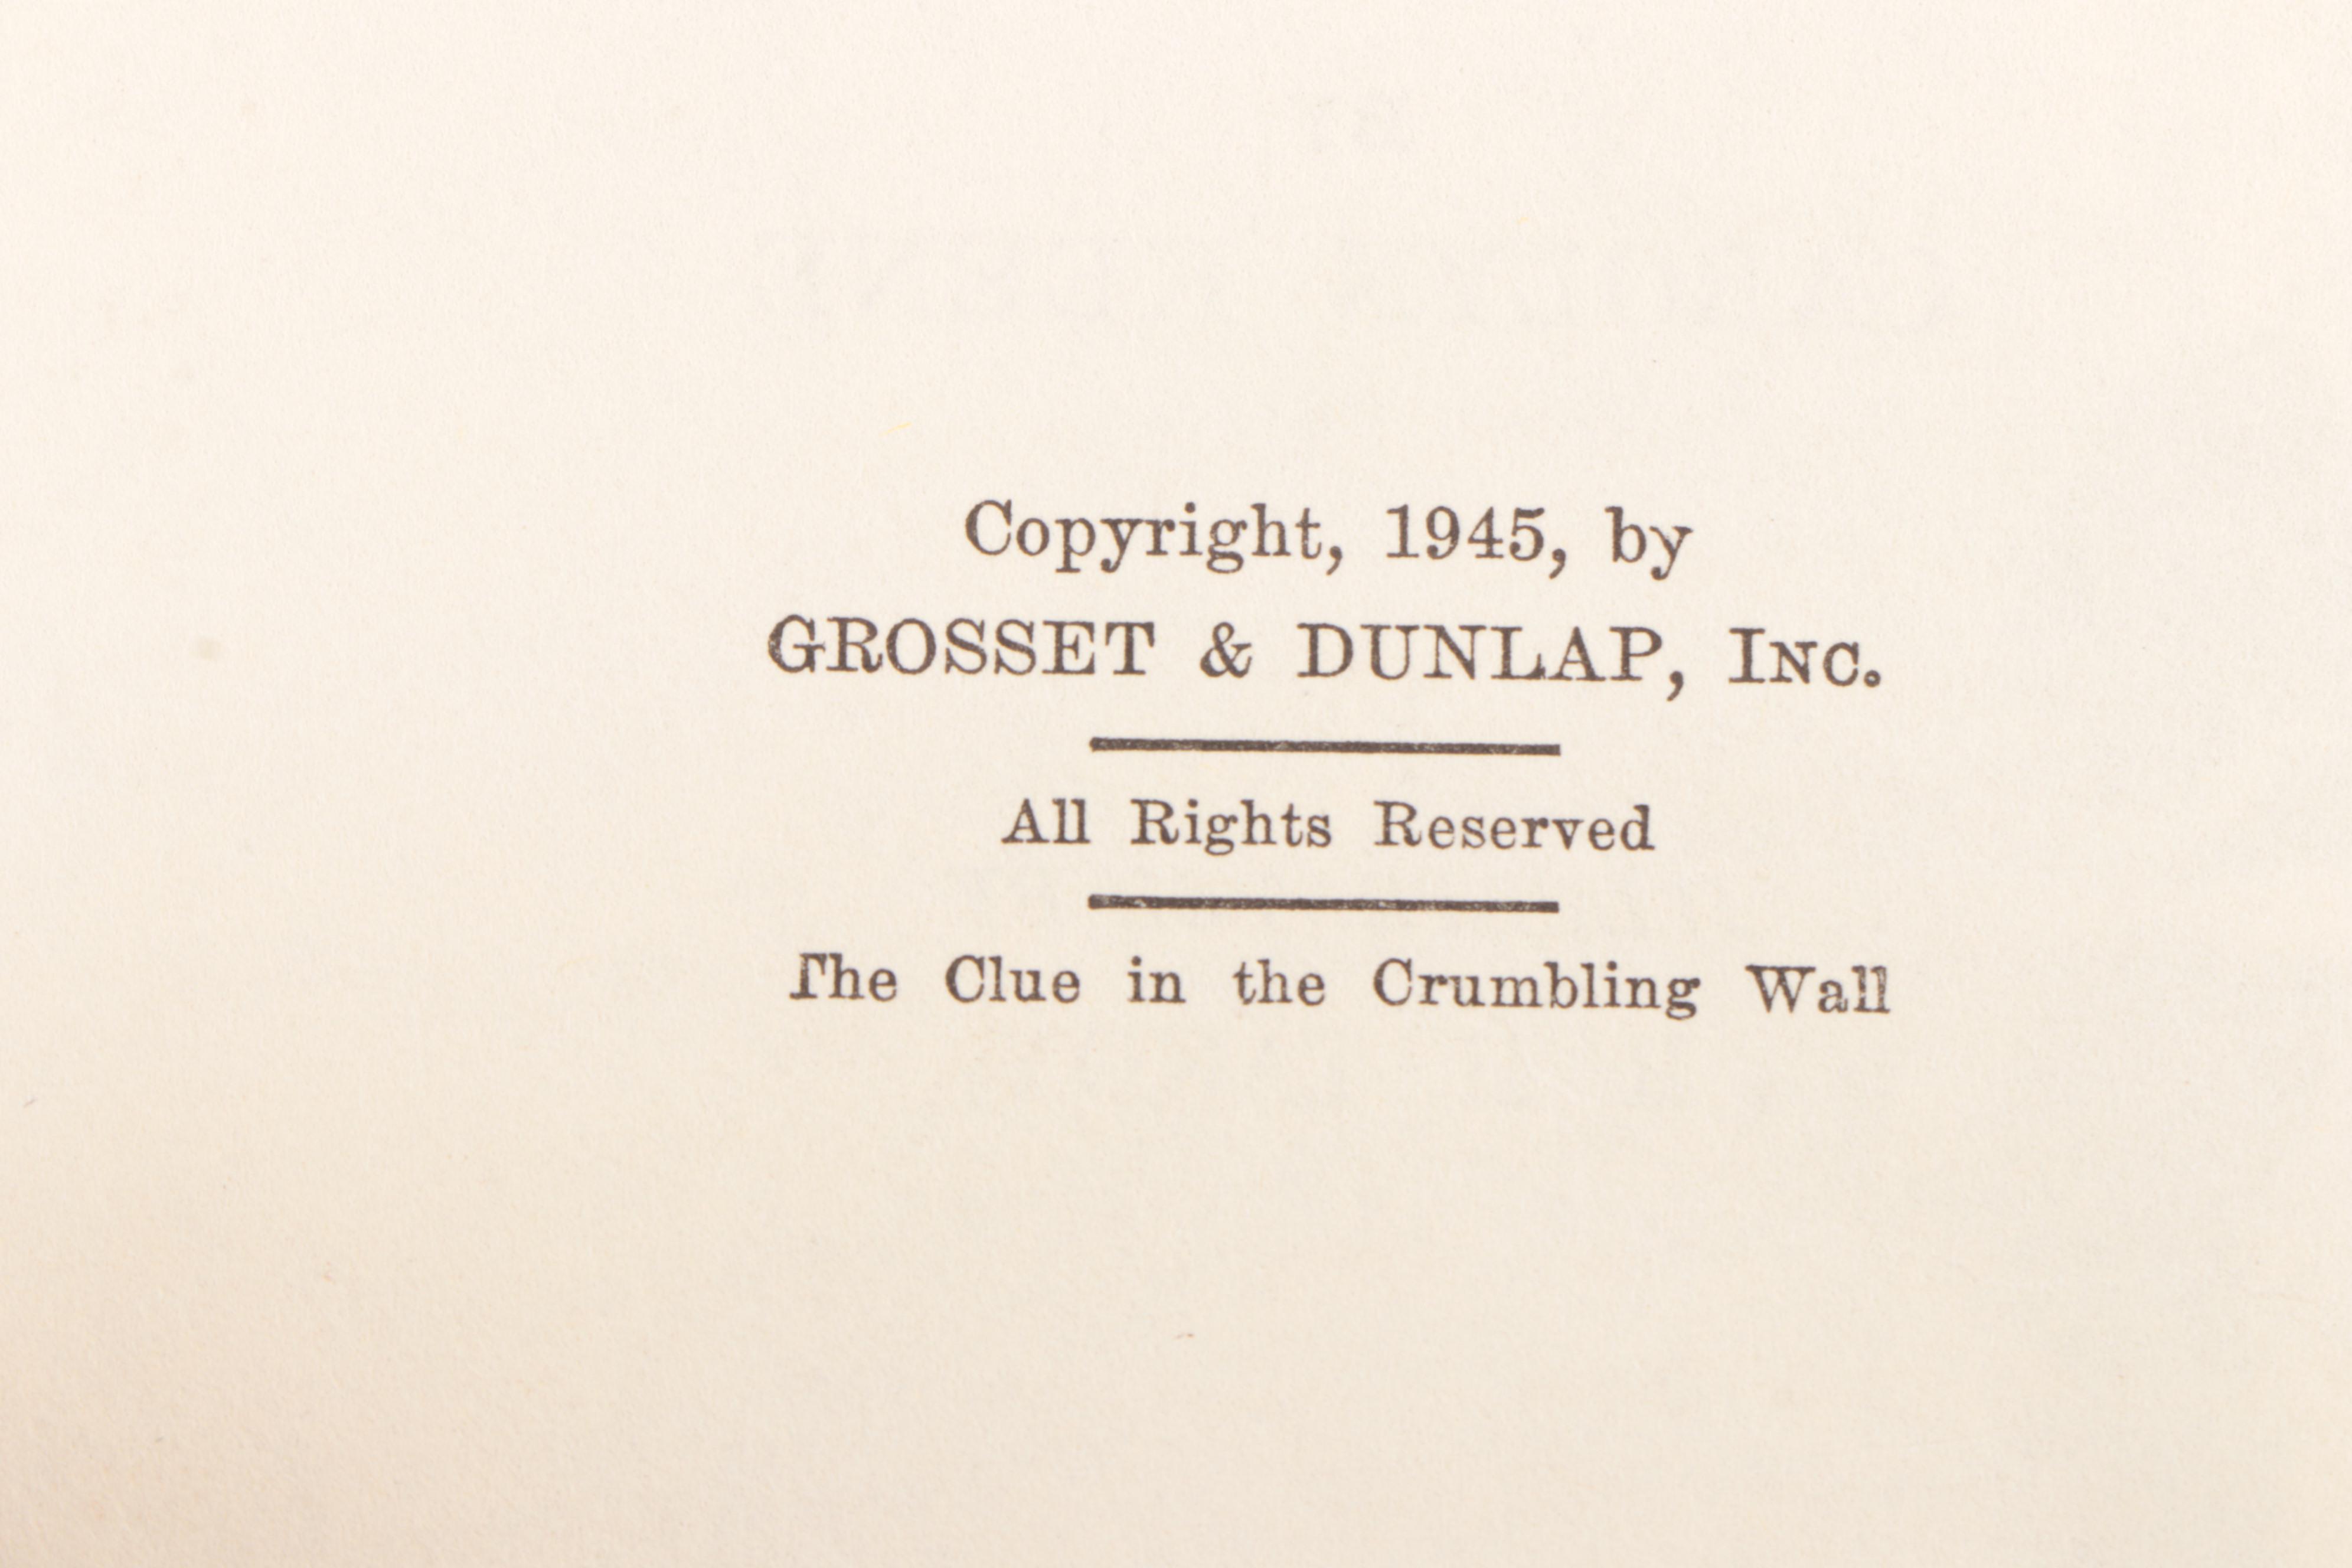 Copyright, 1945, by
GROSSET & DUNLAP, INC.
All Rights Reserved
The Clue in the Crumbling Wall